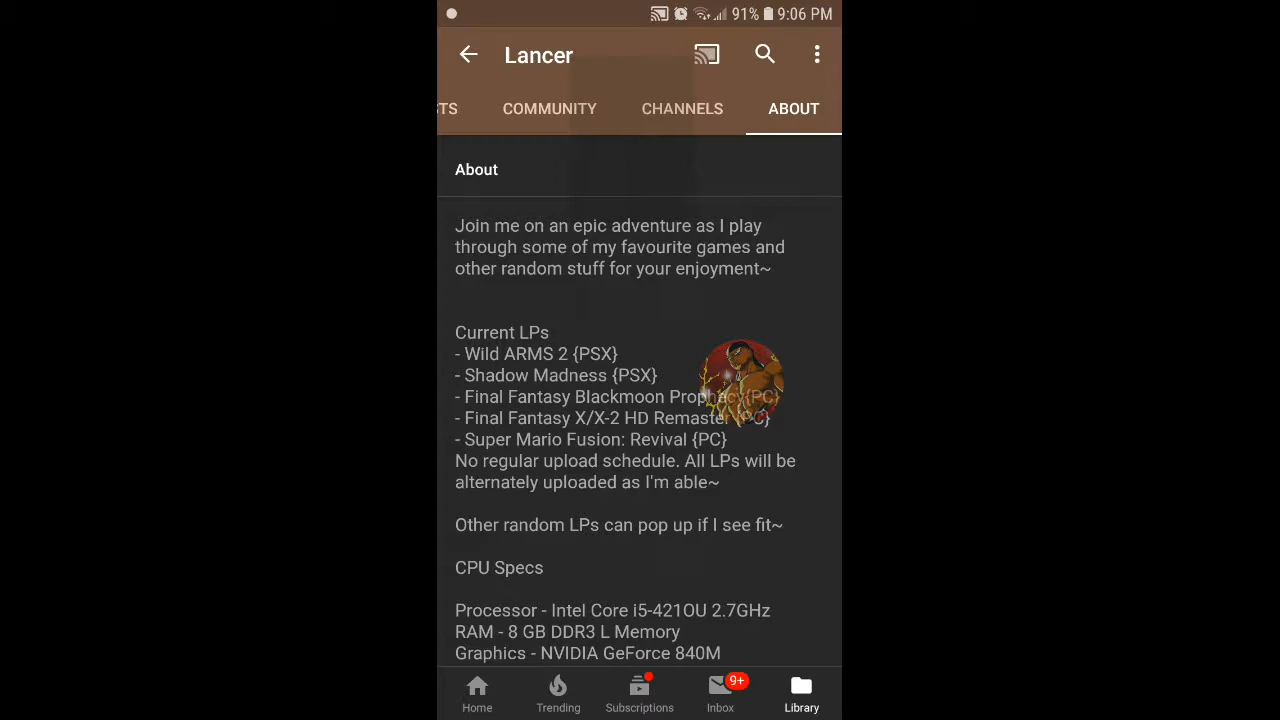 91% 9:06 PM
Lancer
TS COMMUNITY CHANNELS ABOUT
About
Join me on an epic adventure as I play
through some of my favourite games and
other random stuff for your enjoyment~
Current LPs
- Wild ARMS 2 {PSX}
- Shadow Madness {PSX}
- Final Fantasy Blackmoon Prophecy{PC}
- Final Fantasy X/X-2 HD Remaster {PC}
- Super Mario Fusion: Revival {PC}
No regular upload schedule. All LPs will be
alternately uploaded as I'm able~
Other random LPs can pop up if I see fit~
CPU Specs
Processor - Intel Core i5-421OU 2.7GHz
RAM - 8 GB DDR3 L Memory
Graphics - NVIDIA GeForce 840M
9+
Home Trending Subscriptions Inbox Library